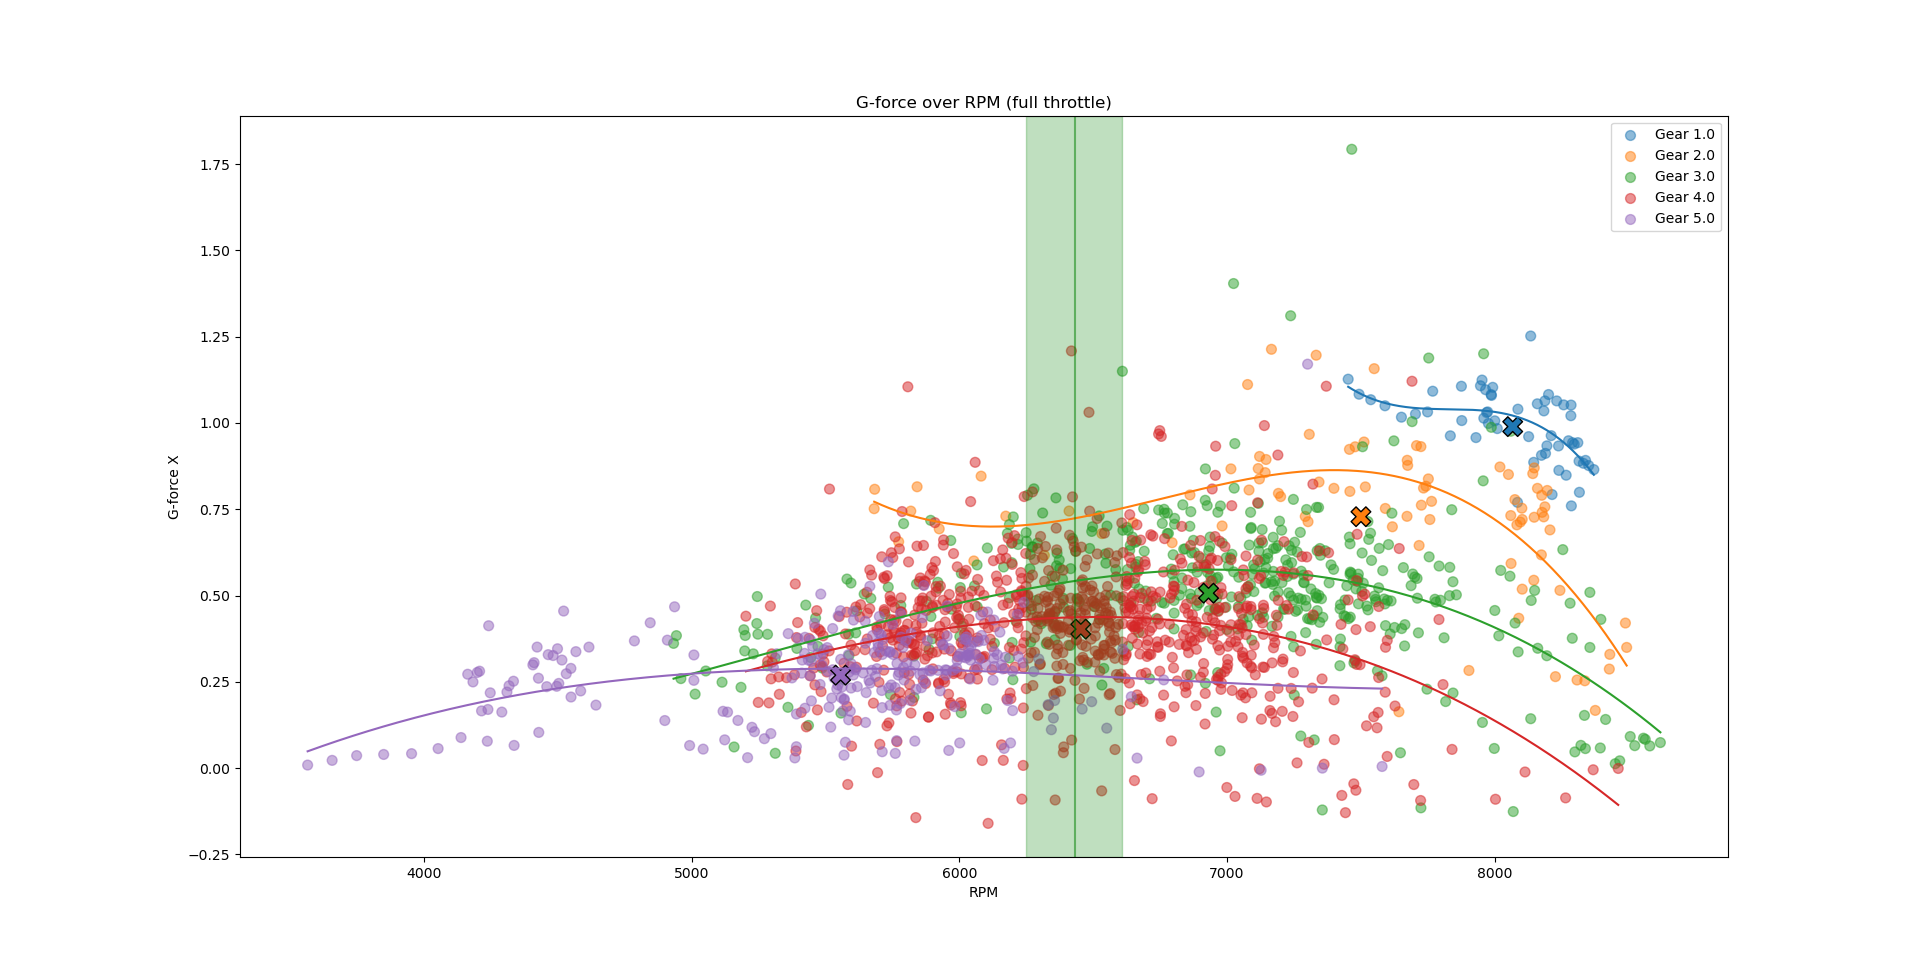 G-force over RPM (full throttle)
Gear 1.0
Gear 2.0
Gear 3.0
Gear 4.0
Gear 5.0
1.75
1.50
1.25
1.00
0.75
0.50
0.25
0.00
−0.25
G-force X
4000 5000 6000 7000 8000
RPM